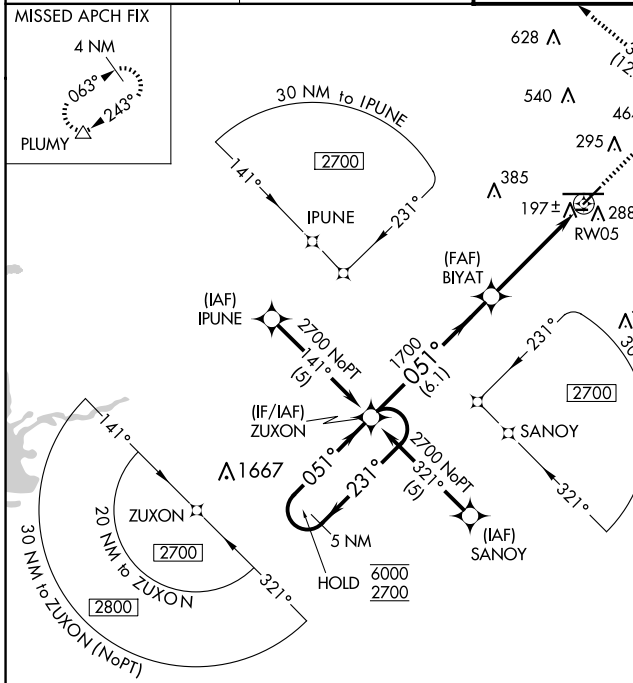 MISSED APCH FIX
4 NM
063°
243°
PLUMY
628
540
295
385
197±
288
RW05
30 NM to IPUNE
2700
141°
231°
IPUNE
(FAF)
BIYAT
(IAF)
IPUNE
2700 NoPT
141°
(5)
1700
051°
(6.1)
231°
2700
SANOY
321°
(IF/IAF)
ZUXON
2700 NoPT
321°
(5)
051°
231°
1667
141°
ZUXON
2700
20 NM to ZUXON
321°
2800
30 NM to ZUXON (NoPT)
5 NM
HOLD
6000
2700
(IAF)
SANOY